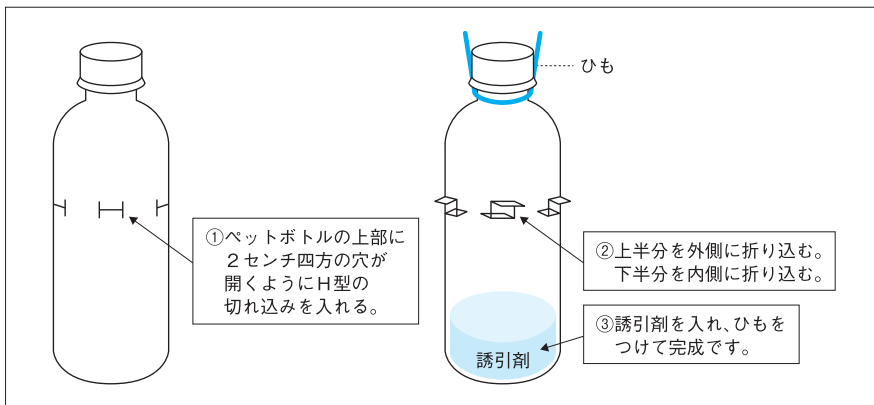 ひも
①ペットボトルの上部に
２センチ四方の穴が
開くようにＨ型の
切れ込みを入れる。
②上半分を外側に折り込む。
下半分を内側に折り込む。
③誘引剤を入れ、ひもを
つけて完成です。
誘引剤